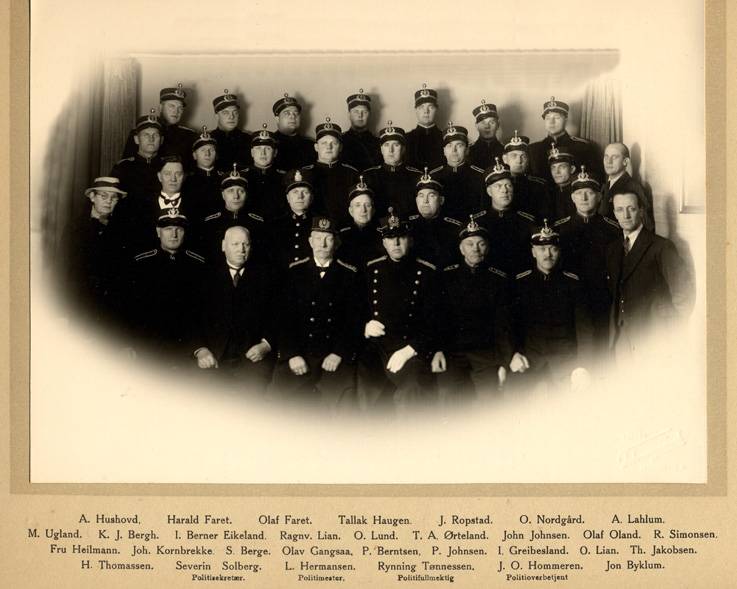 A. Hushovd, Harald Faret. Olaf Faret. Tallak Haugen. J. Ropstad. O. Nordgård. A. Lahlum.
M. Ugland. K. J. Bergh. I. Berner Eikeland. Ragnv. Lian. O. Lund. T. A. Ørteland. John Johnsen. Olaf Oland. R. Simonsen.
Fru Heilmann. Joh. Kornbrekke. S. Berge. Olav Gangsaa. P. Berntsen. P. Johnsen. I. Greibesland. O. Lian. Th. Jakobsen.
H. Thomassen. Severin Solberg. L. Hermansen. Rynning Tønnessen. J. O. Hommeren. Jon Byklum.
Politisekretær. Politimester. Politifullmektig Politioverbetjent